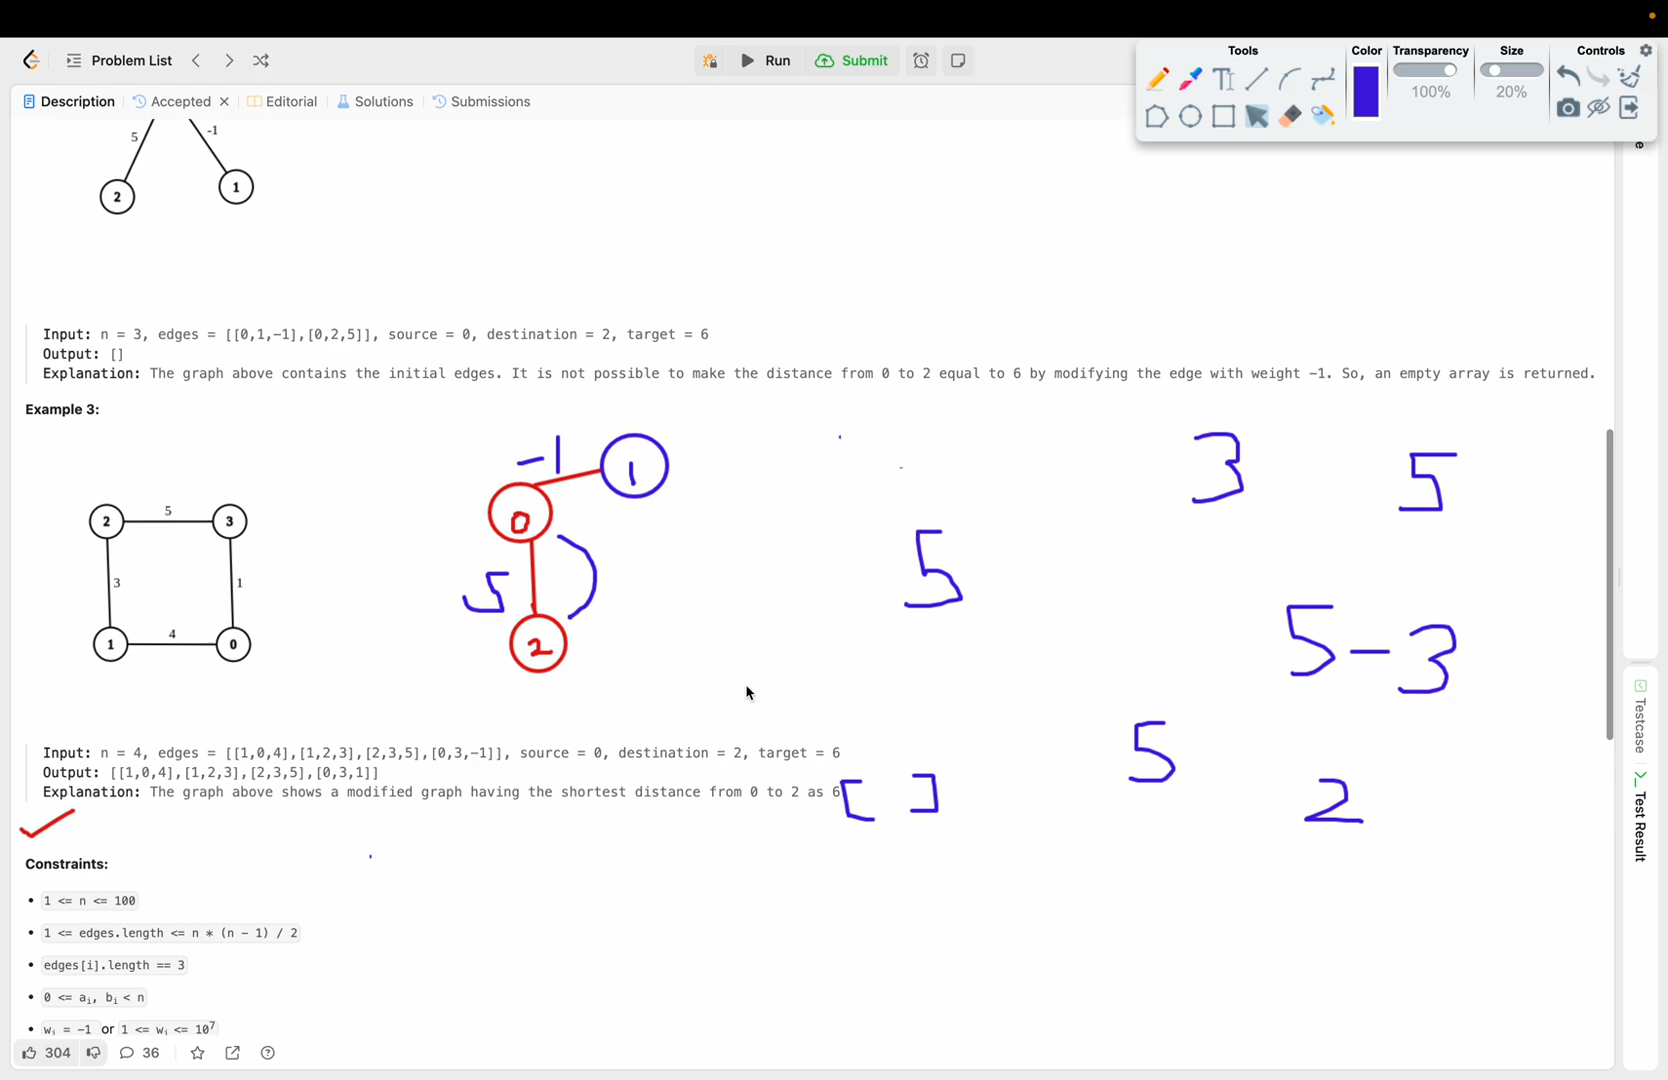 Problem List
Run
Submit
Tools
Color
Transparency
Size
Controls
100%
20%
Description
Accepted
Editorial
Solutions
Submissions
5
-1
2
1
Input: n = 3, edges = [[0,1,-1],[0,2,5]], source = 0, destination = 2, target = 6
Output: []
Explanation: The graph above contains the initial edges. It is not possible to make the distance from 0 to 2 equal to 6 by modifying the edge with weight -1. So, an empty array is returned.
Example 3:
2
5
3
3
1
1
4
0
-1
1
0
5
2
3
5
5
5-3
5
2
[ ]
Input: n = 4, edges = [[1,0,4],[1,2,3],[2,3,5],[0,3,-1]], source = 0, destination = 2, target = 6
Output: [[1,0,4],[1,2,3],[2,3,5],[0,3,1]]
Explanation: The graph above shows a modified graph having the shortest distance from 0 to 2 as 6
Constraints:
• 1 <= n <= 100
• 1 <= edges.length <= n * (n - 1) / 2
• edges[i].length == 3
• 0 <= ai, bi < n
• wi = -1 or 1 <= wi <= 10^7
304
36
Testcase
Test Result